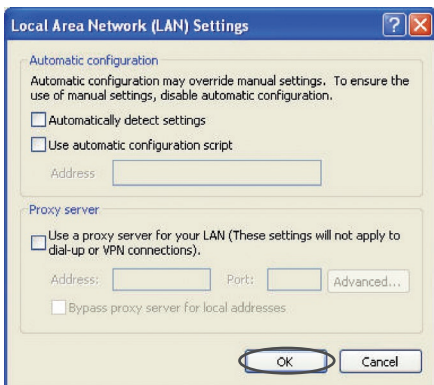 Local Area Network (LAN) Settings
Automatic configuration
Automatic configuration may override manual settings. To ensure the
use of manual settings, disable automatic configuration.
Automatically detect settings
Use automatic configuration script
Address
Proxy server
Use a proxy server for your LAN (These settings will not apply to
dial-up or VPN connections).
Address:
Port:
Advanced...
Bypass proxy server for local addresses
OK
Cancel